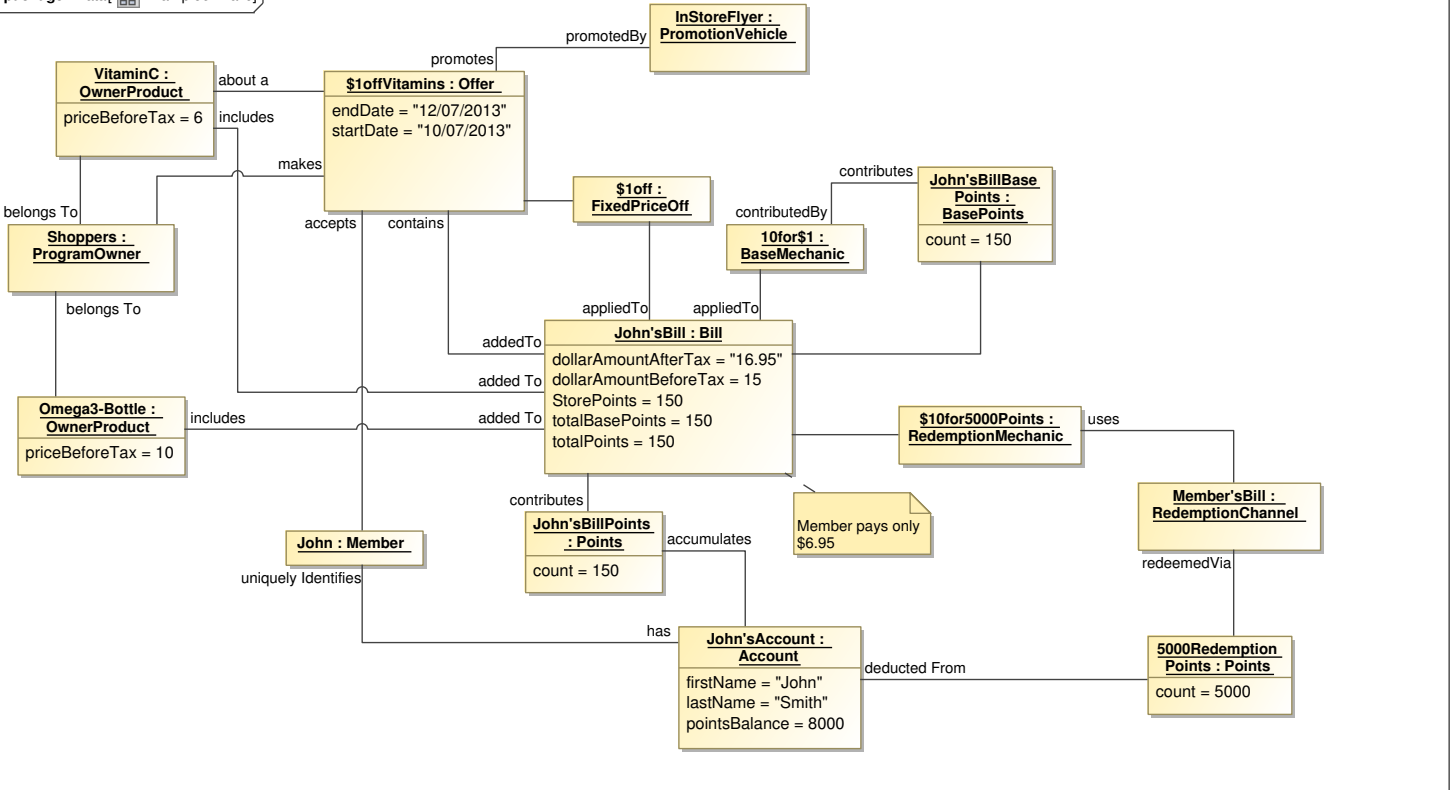 InStoreFlyer :
PromotionVehicle
promotedBy
promotes
VitaminC :
OwnerProduct
priceBeforeTax = 6
about a
includes
$1offVitamins : Offer
endDate = "12/07/2013"
startDate = "10/07/2013"
makes
belongs To
accepts
contains
$1off :
FixedPriceOff
contributes
contributedBy
John'sBillBase
Points :
BasePoints
count = 150
10for$1 :
BaseMechanic
Shoppers :
ProgramOwner
belongs To
appliedTo
appliedTo
addedTo
added To
added To
John'sBill : Bill
dollarAmountAfterTax = "16.95"
dollarAmountBeforeTax = 15
StorePoints = 150
totalBasePoints = 150
totalPoints = 150
Omega3-Bottle :
OwnerProduct
priceBeforeTax = 10
includes
$10for5000Points :
RedemptionMechanic
uses
Member'sBill :
RedemptionChannel
redeemedVia
Member pays only
$6.95
contributes
John'sBillPoints
: Points
count = 150
accumulates
John : Member
uniquely Identifies
has
John'sAccount :
Account
firstName = "John"
lastName = "Smith"
pointsBalance = 8000
deducted From
5000Redemption
Points : Points
count = 5000